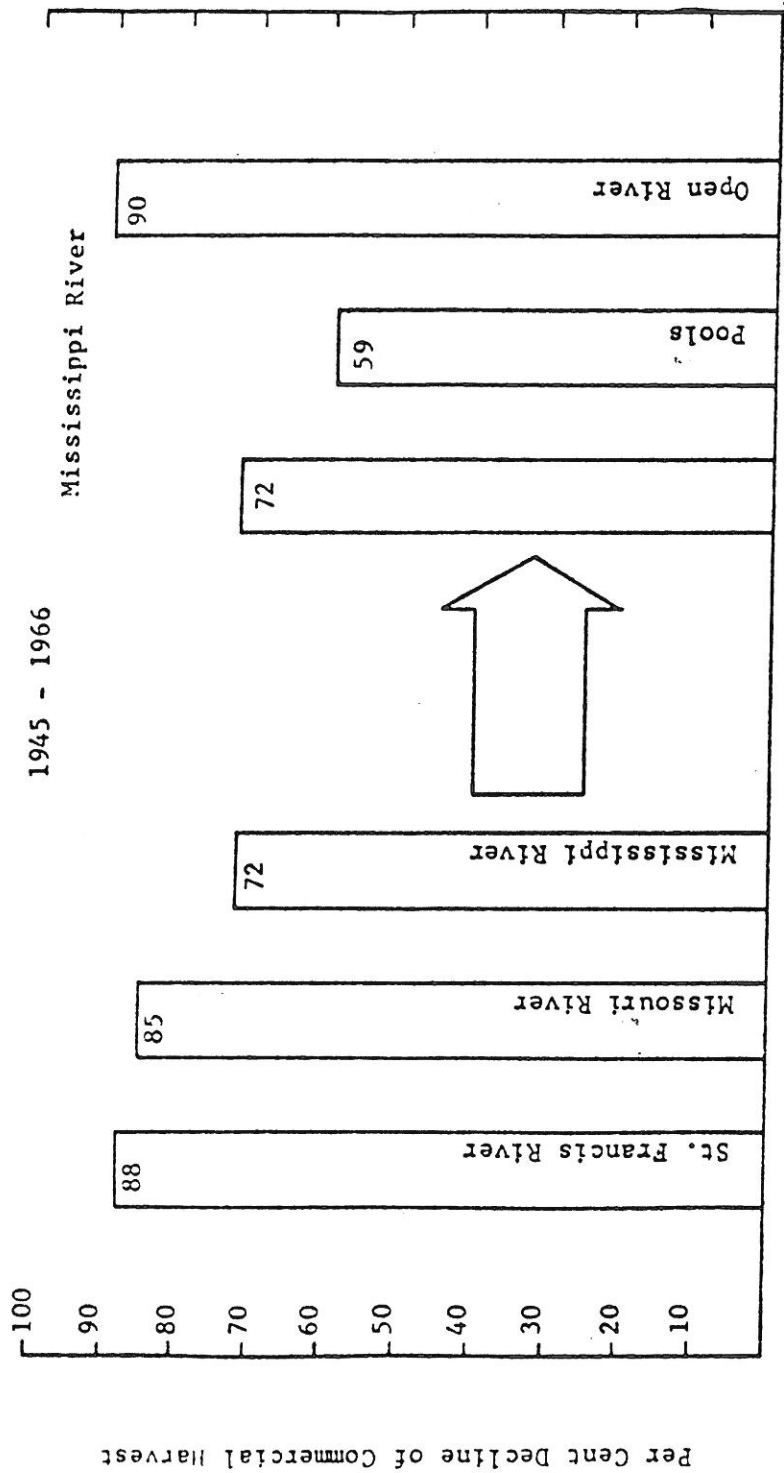 1945 - 1966
Mississippi River
Per Cent Decline of Commercial Harvest
100
90
80
70
60
50
40
30
20
10
88
St. Francis River
85
Missouri River
72
Mississippi River
72
59
Pools
90
Open River